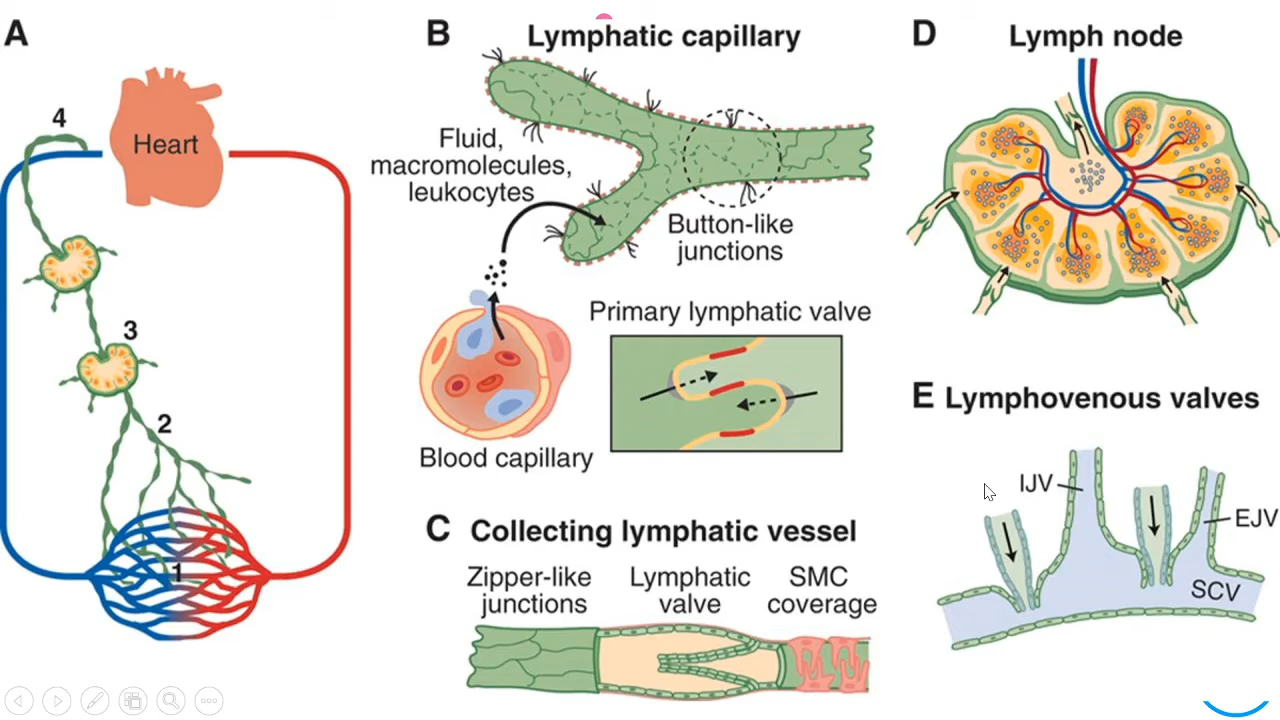 A
4
Heart
3
2
1
B Lymphatic capillary
Fluid,
macromolecules,
leukocytes
Button-like
junctions
Primary lymphatic valve
Blood capillary
C Collecting lymphatic vessel
Zipper-like
junctions
Lymphatic
valve
SMC
coverage
D Lymph node
E Lymphovenous valves
IJV
EJV
SCV